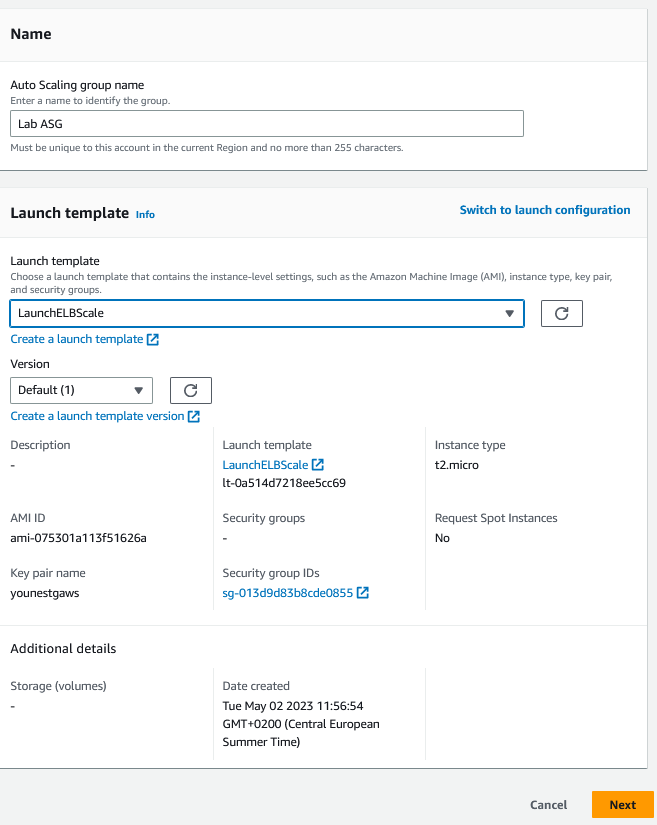 Name
Auto Scaling group name
Enter a name to identify the group.
Lab ASG
Must be unique to this account in the current Region and no more than 255 characters.
Launch template Info
Switch to launch configuration
Launch template
Choose a launch template that contains the instance-level settings, such as the Amazon Machine Image (AMI), instance type, key pair,
and security groups.
LaunchELBScale
Create a launch template
Version
Default (1)
Create a launch template version
Description
-
Launch template
LaunchELBScale
lt-0a514d7218ee5cc69
Instance type
t2.micro
AMI ID
ami-075301a113f51626a
Security groups
-
Request Spot Instances
No
Key pair name
younestgaws
Security group IDs
sg-013d9d83b8cde0855
Additional details
Storage (volumes)
-
Date created
Tue May 02 2023 11:56:54
GMT+0200 (Central European
Summer Time)
Cancel
Next